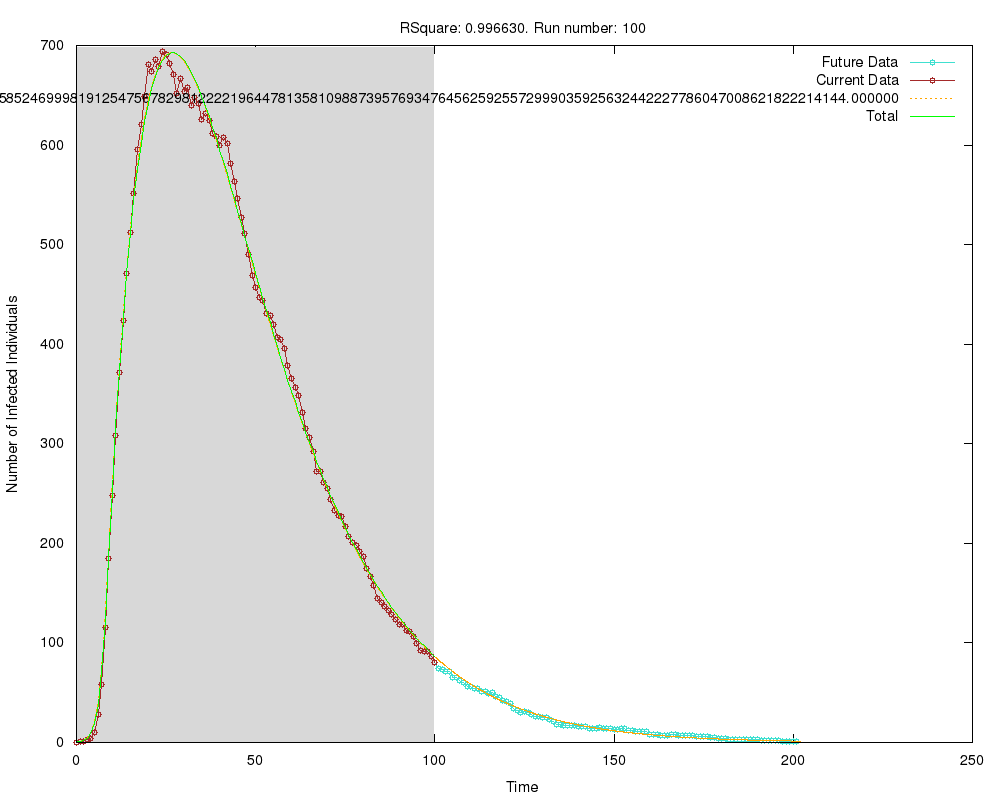 RSquare: 0.996630. Run number: 100
700
600
500
400
300
200
100
0
Number of Infected Individuals
Future Data
Current Data
Total
0
50
100
150
200
250
Time